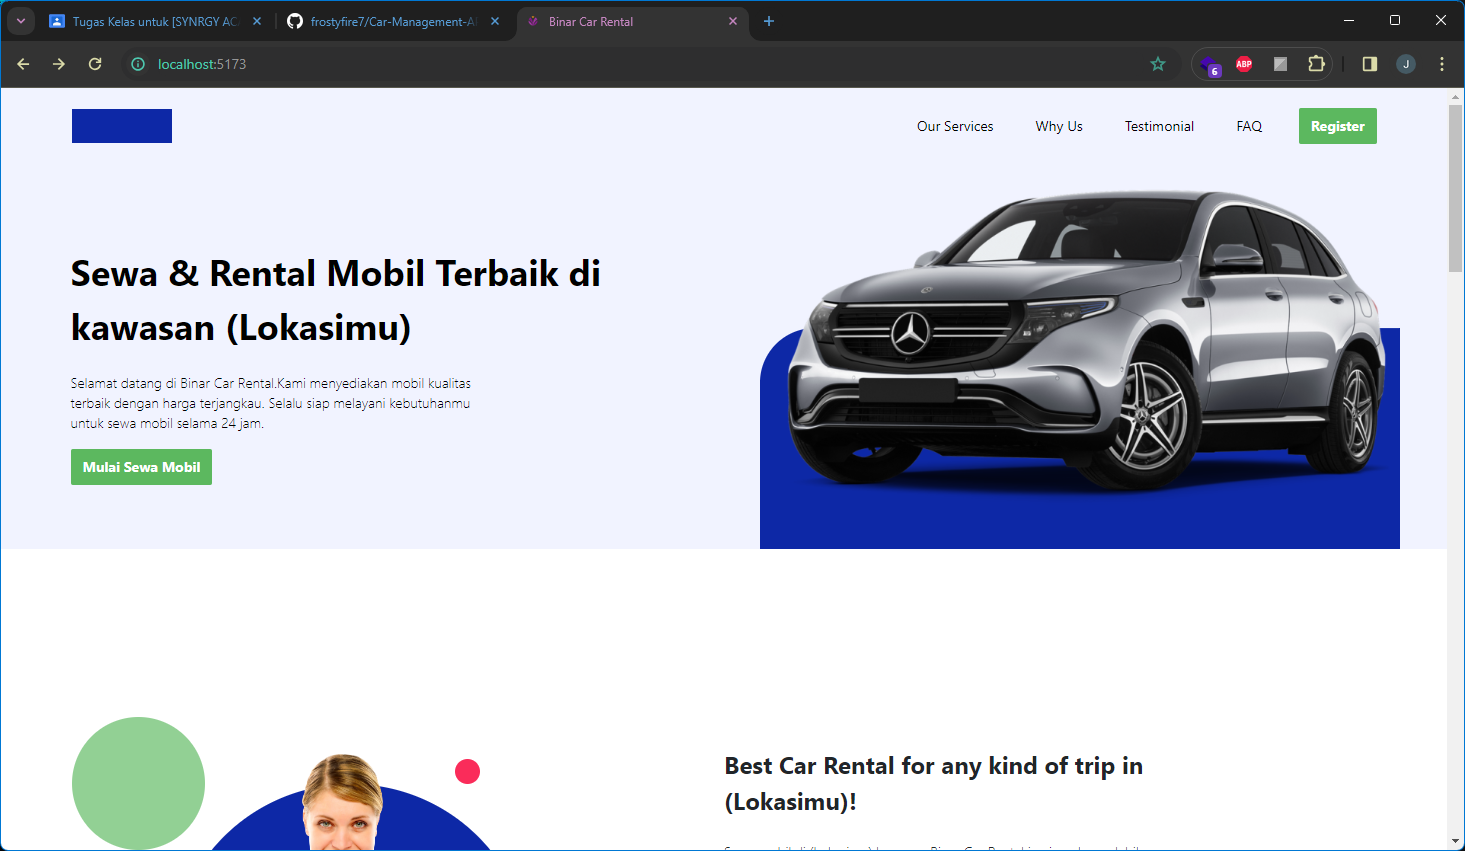 Tugas Kelas untuk [SYNRGY AC
frostyfire7/Car-Management-A
Binar Car Rental
localhost:5173
6
ABP
J
Our Services
Why Us
Testimonial
FAQ
Register
Sewa & Rental Mobil Terbaik di
kawasan (Lokasimu)
Selamat datang di Binar Car Rental.Kami menyediakan mobil kualitas
terbaik dengan harga terjangkau. Selalu siap melayani kebutuhanmu
untuk sewa mobil selama 24 jam.
Mulai Sewa Mobil
Best Car Rental for any kind of trip in
(Lokasimu)!